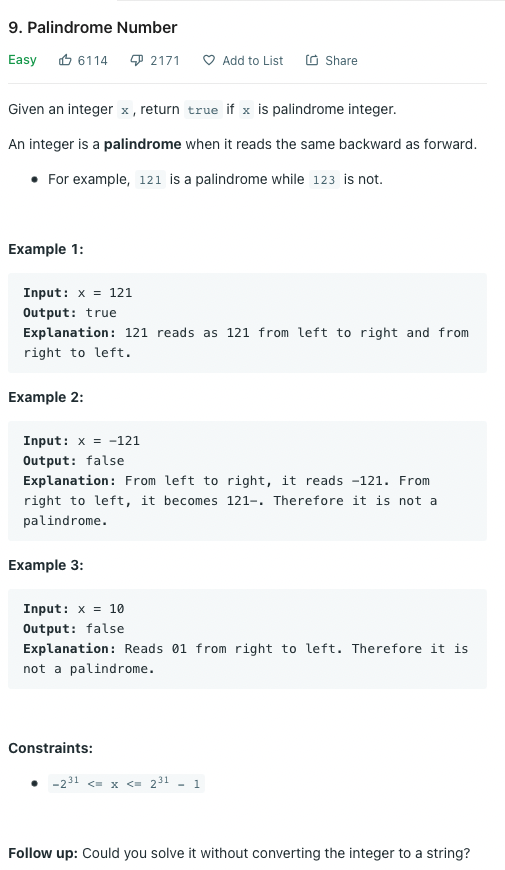 9. Palindrome Number
Easy 6114 2171 Add to List Share
Given an integer x, return true if x is palindrome integer.
An integer is a palindrome when it reads the same backward as forward.
• For example, 121 is a palindrome while 123 is not.
Example 1:
Input: x = 121
Output: true
Explanation: 121 reads as 121 from left to right and from
right to left.
Example 2:
Input: x = -121
Output: false
Explanation: From left to right, it reads -121. From
right to left, it becomes 121-. Therefore it is not a
palindrome.
Example 3:
Input: x = 10
Output: false
Explanation: Reads 01 from right to left. Therefore it is
not a palindrome.
Constraints:
• -2³¹ <= x <= 2³¹ - 1
Follow up: Could you solve it without converting the integer to a string?